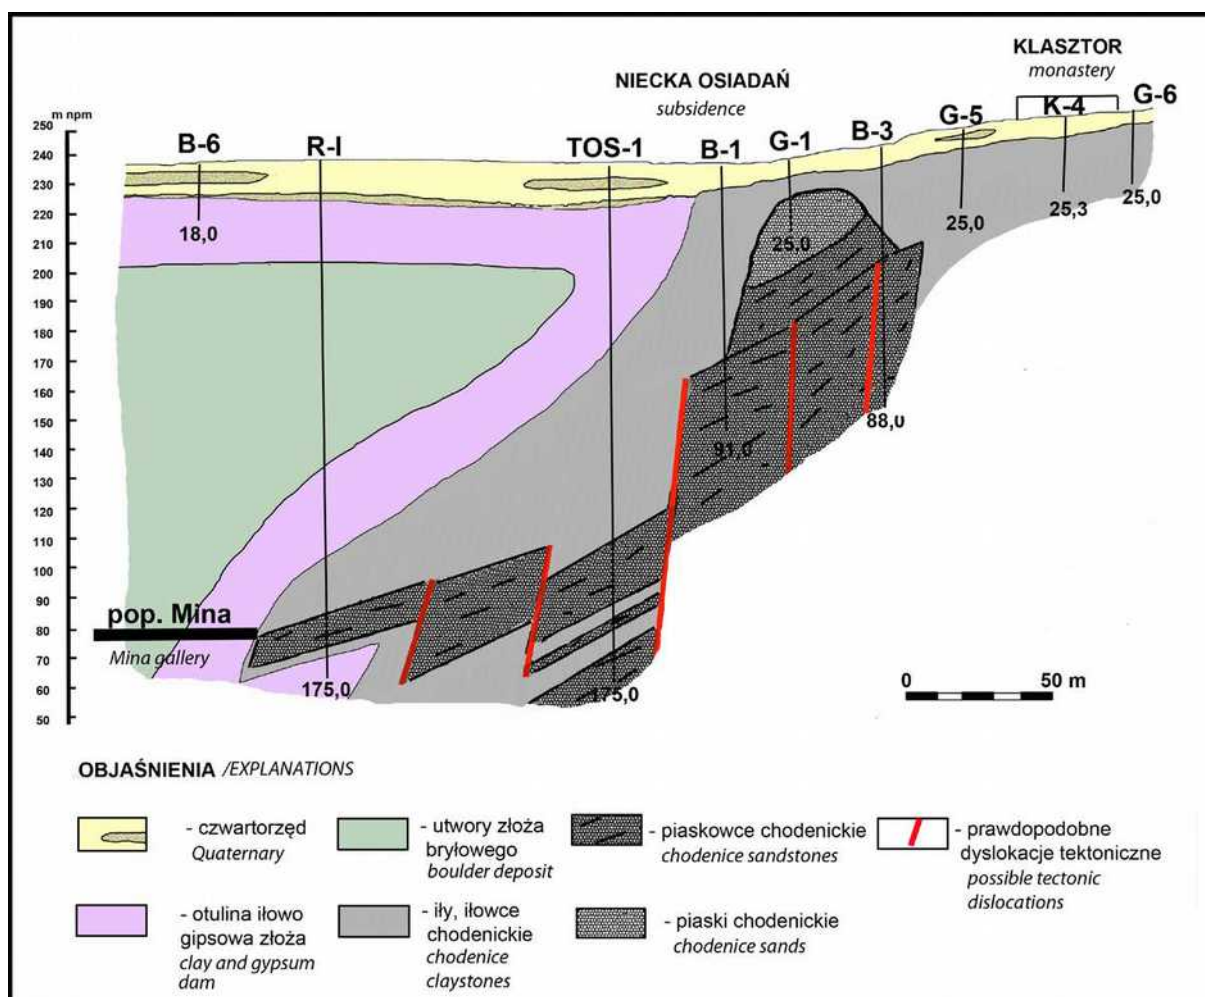 KLASZTOR
monastery
NIECKA OSIADAŃ
subsidence
m npm
B-6
R-I
TOS-1
B-1
G-1
B-3
G-5
K-4
G-6
250
240
230
220
210
200
190
180
170
160
150
140
130
120
110
100
90
80
70
60
50
18,0
25,0
25,0
25,3
25,0
91,0
88,0
175,0
175,0
pop. Mina
Mina gallery
0 50 m
OBJAŚNIENIA /EXPLANATIONS
- czwartorzęd
Quaternary
- utwory złoża
bryłowego
boulder deposit
- piaskowce chodenickie
chodenice sandstones
- prawdopodobne
dyslokacje tektoniczne
possible tectonic
dislocations
- otulina iłowo
gipsowa złoża
clay and gypsum
dam
- iły, iłowce
chodenickie
chodenice
claystones
- piaski chodenickie
chodenice sands